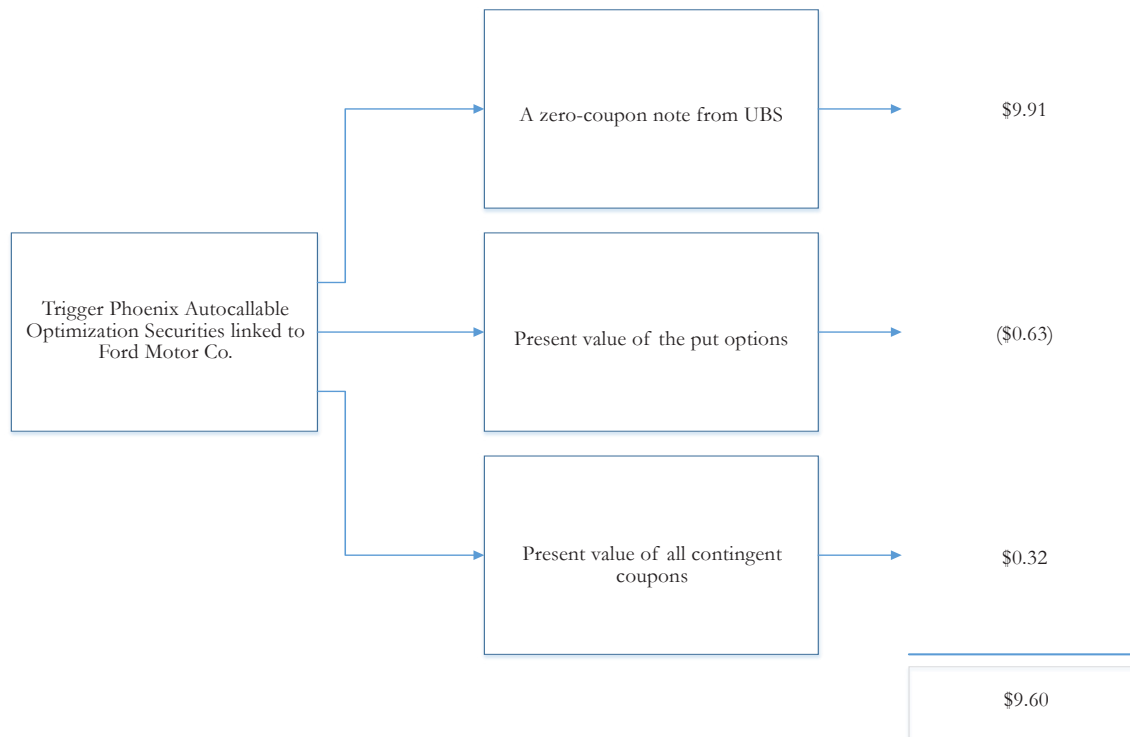 A zero-coupon note from UBS
$9.91
Trigger Phoenix Autocallable
Optimization Securities linked to
Ford Motor Co.
Present value of the put options
($0.63)
Present value of all contingent
coupons
$0.32
$9.60